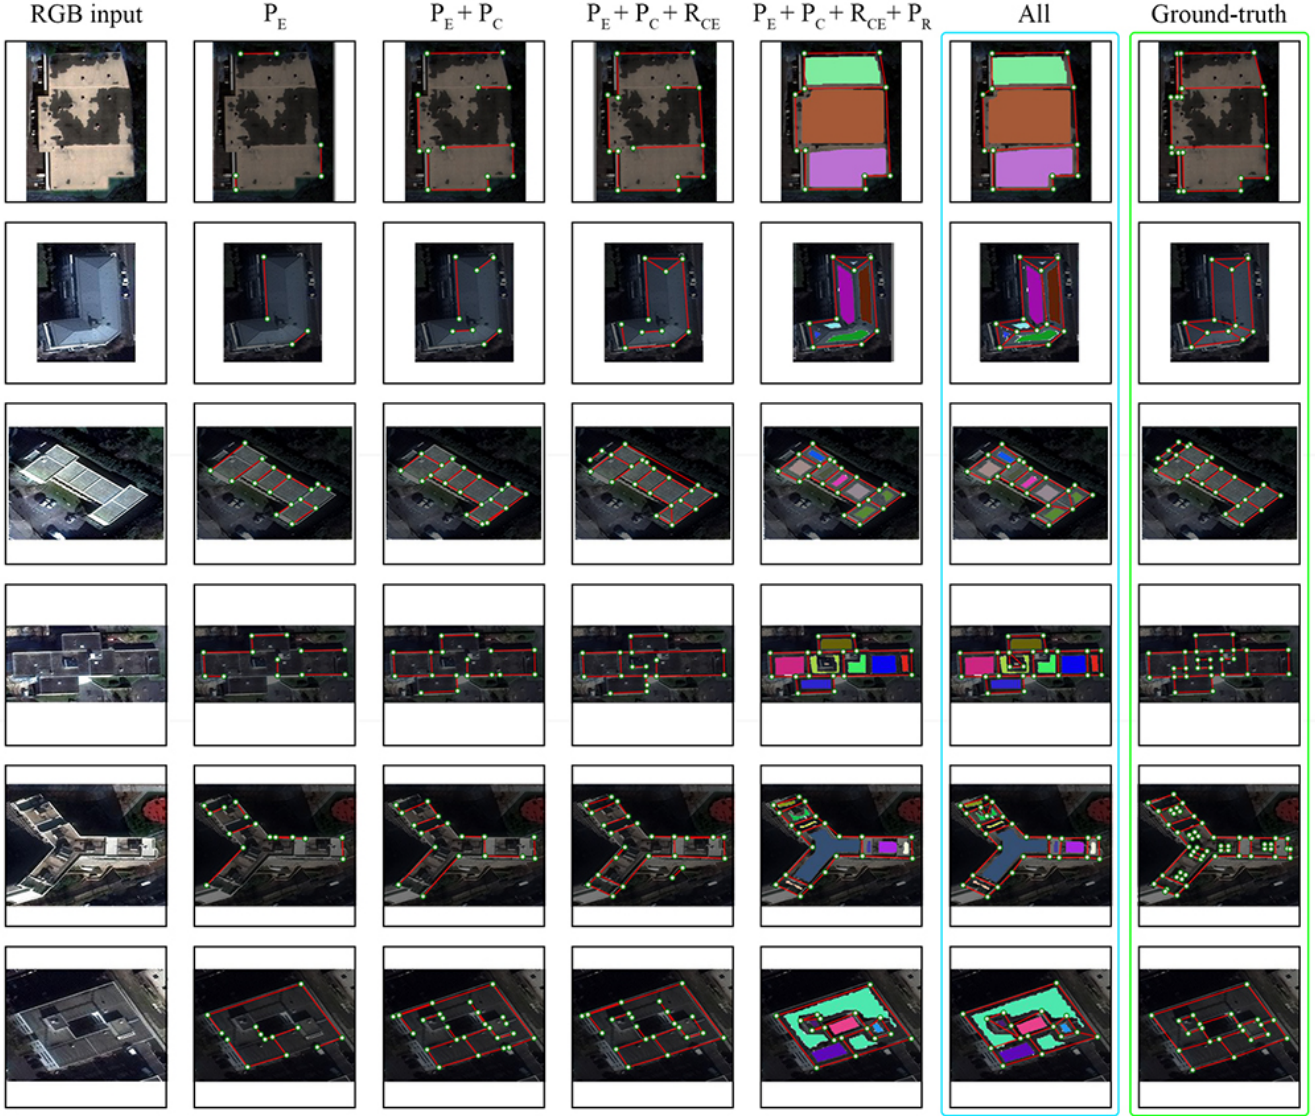 RGB input P_E P_E + P_C P_E + P_C + R_CE P_E + P_C + R_CE + P_R All Ground-truth